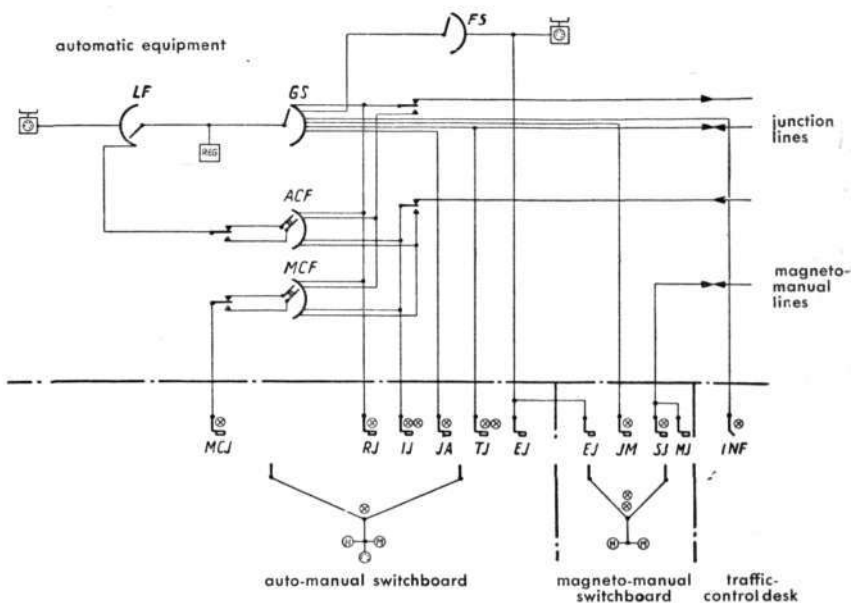 FS
automatic equipment
LF
GS
REG
junction
lines
ACF
MCF
magneto-
manual
lines
MCJ
RJ
IJ
JA
TJ
EJ
EJ
JM
SJ
MJ
INF
H
M
H
M
auto-manual switchboard
magneto-manual
switchboard
traffic-
control desk